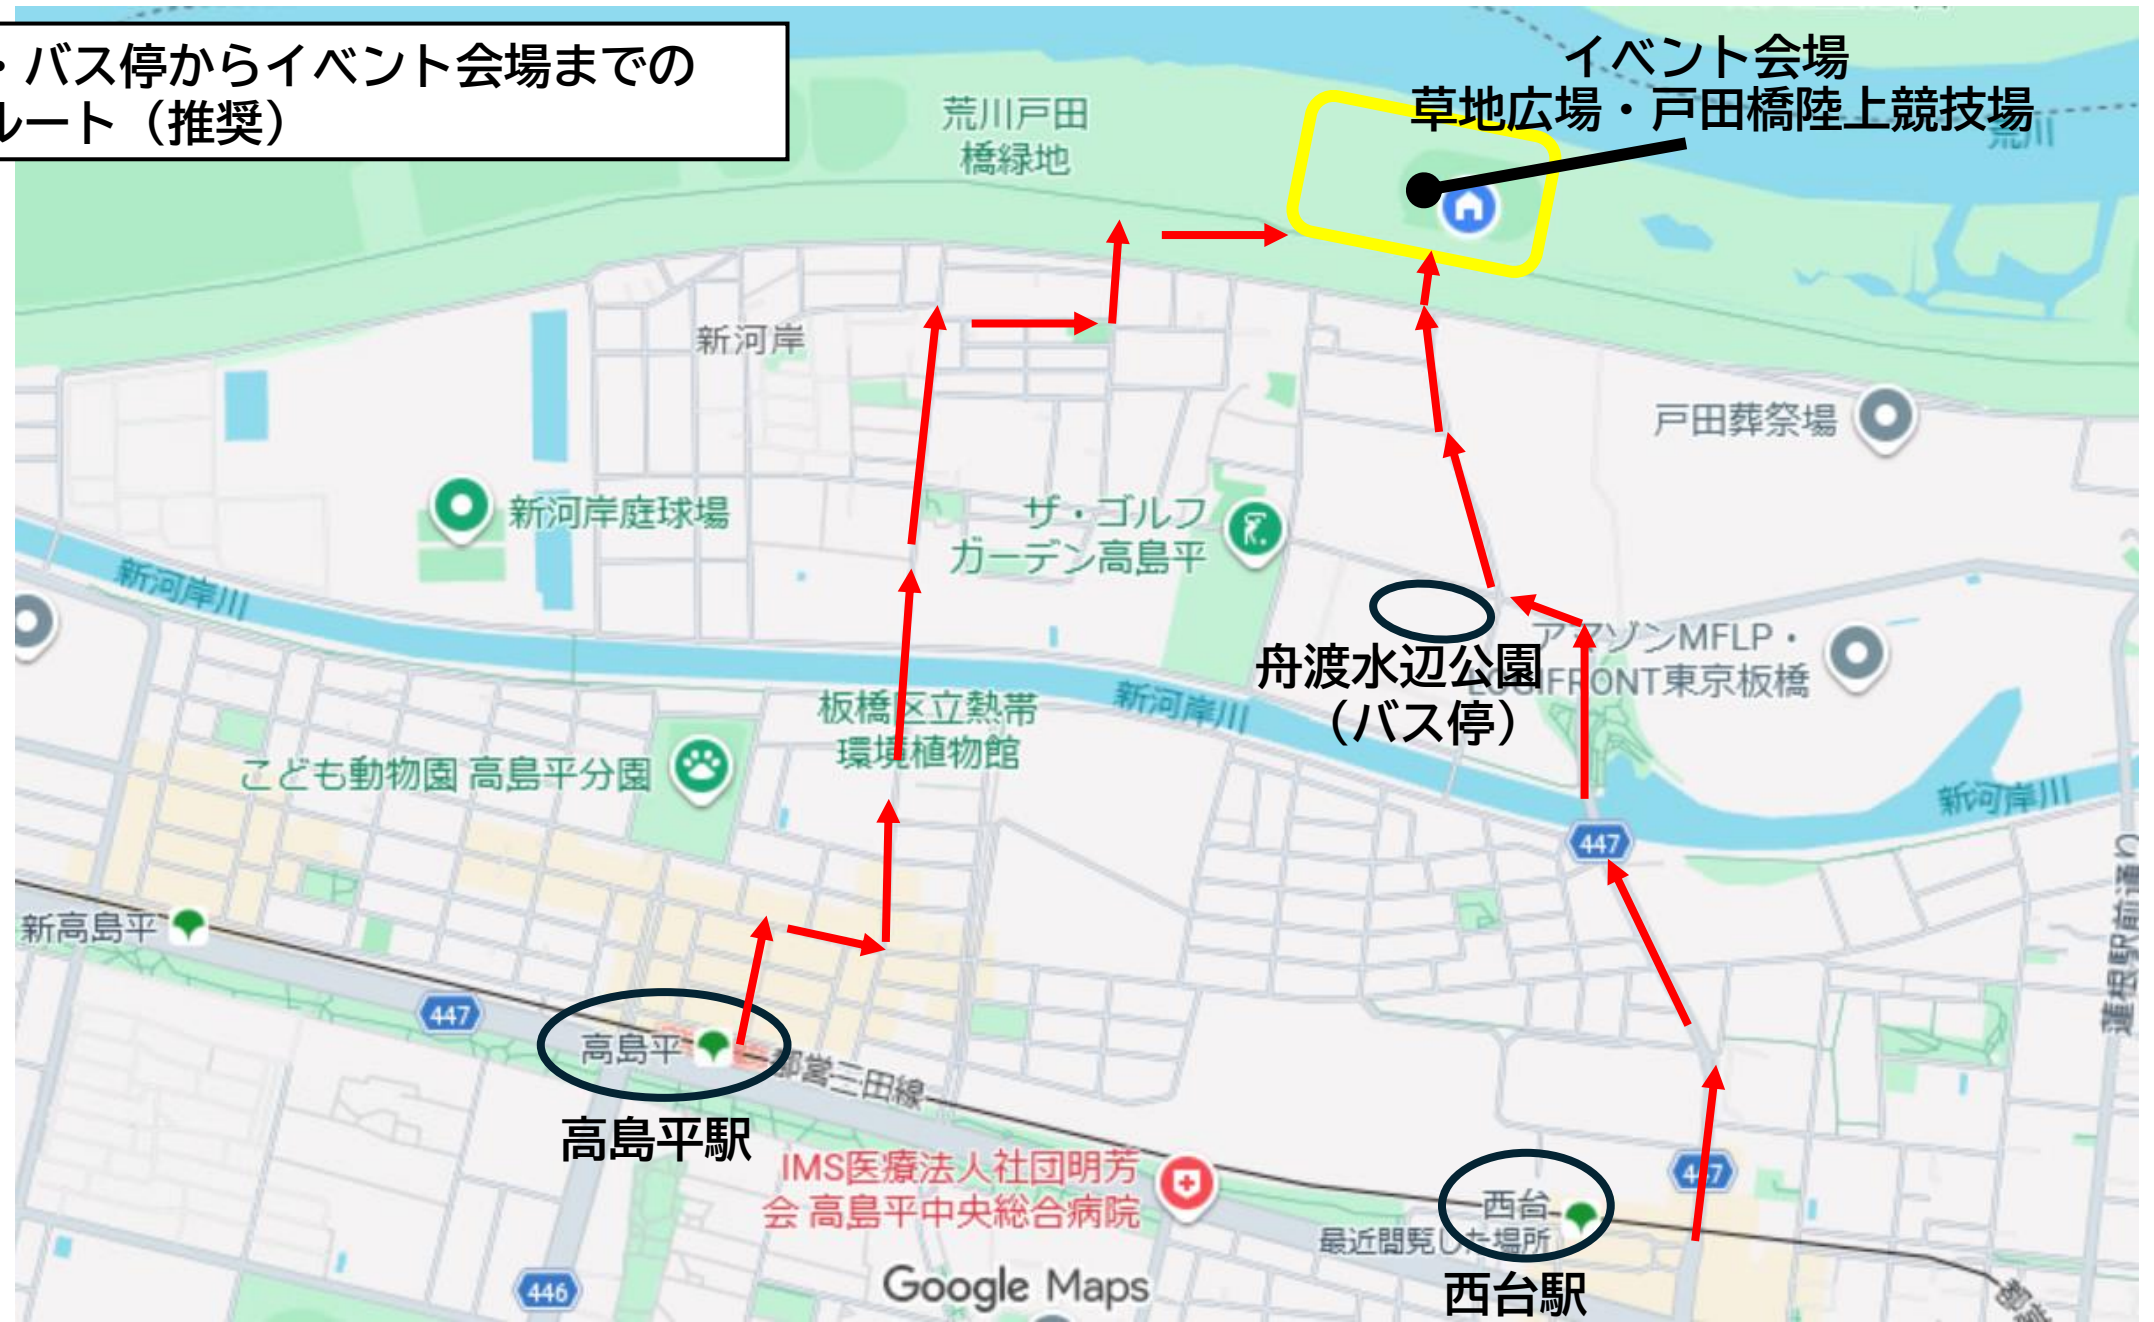 ・バス停からイベント会場までの
ルート（推奨）
イベント会場
草地広場・戸田橋陸上競技場
荒川戸田
橋緑地
荒川
新河岸
戸田葬祭場
新河岸庭球場
ザ・ゴルフ
ガーデン高島平
新河岸川
舟渡水辺公園
（バス停）
アマゾンMFLP・
LOGIFRONT東京板橋
新河岸川
板橋区立熱帯
環境植物館
こども動物園 高島平分園
新河岸川
447
蓮根駅前通り
新高島平
447
高島平
都営三田線
高島平駅
IMS医療法人社団明芳
会 高島平中央総合病院
447
西台
最近閲覧した場所
西台駅
446
Google Maps
都営